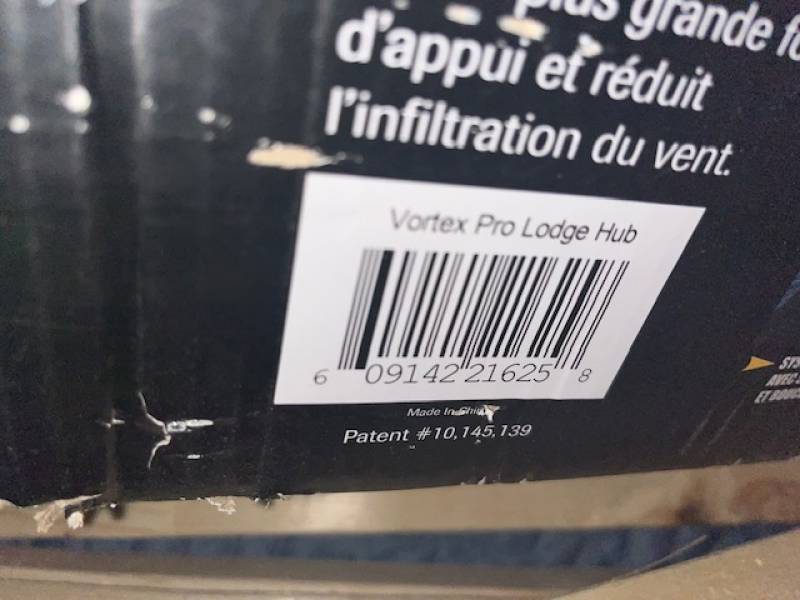 plus grande
d'appui et réduit
l'infiltration du vent.
Vortex Pro Lodge Hub
6 09142 21625 8
Made In China
Patent #10,145,139
AVEC